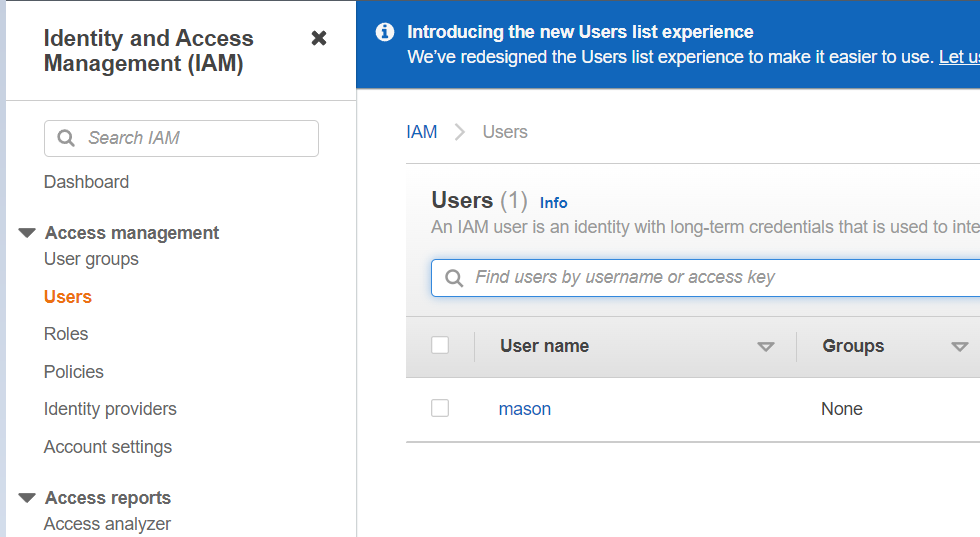 Identity and Access
Management (IAM)
Search IAM
Dashboard
Access management
User groups
Users
Roles
Policies
Identity providers
Account settings
Access reports
Access analyzer
Introducing the new Users list experience
We've redesigned the Users list experience to make it easier to use. Let us
IAM > Users
Users (1) Info
An IAM user is an identity with long-term credentials that is used to inte
Find users by username or access key
User name Groups
mason None